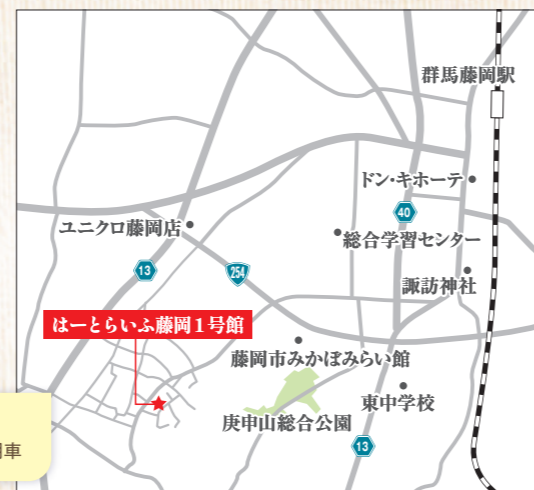 群馬藤岡駅
ドン・キホーテ
40
ユニクロ藤岡店
総合学習センター
13
254
諏訪神社
はーとらいふ藤岡1号館
藤岡市みかぼみらい館
東中学校
庚申山総合公園
13
車